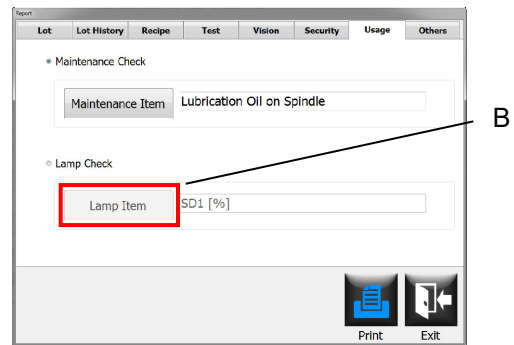 Report
Lot Lot History Recipe Test Vision Security Usage Others
Maintenance Check
Maintenance Item Lubrication Oil on Spindle
B
Lamp Check
Lamp Item SD1 [%]
Print Exit